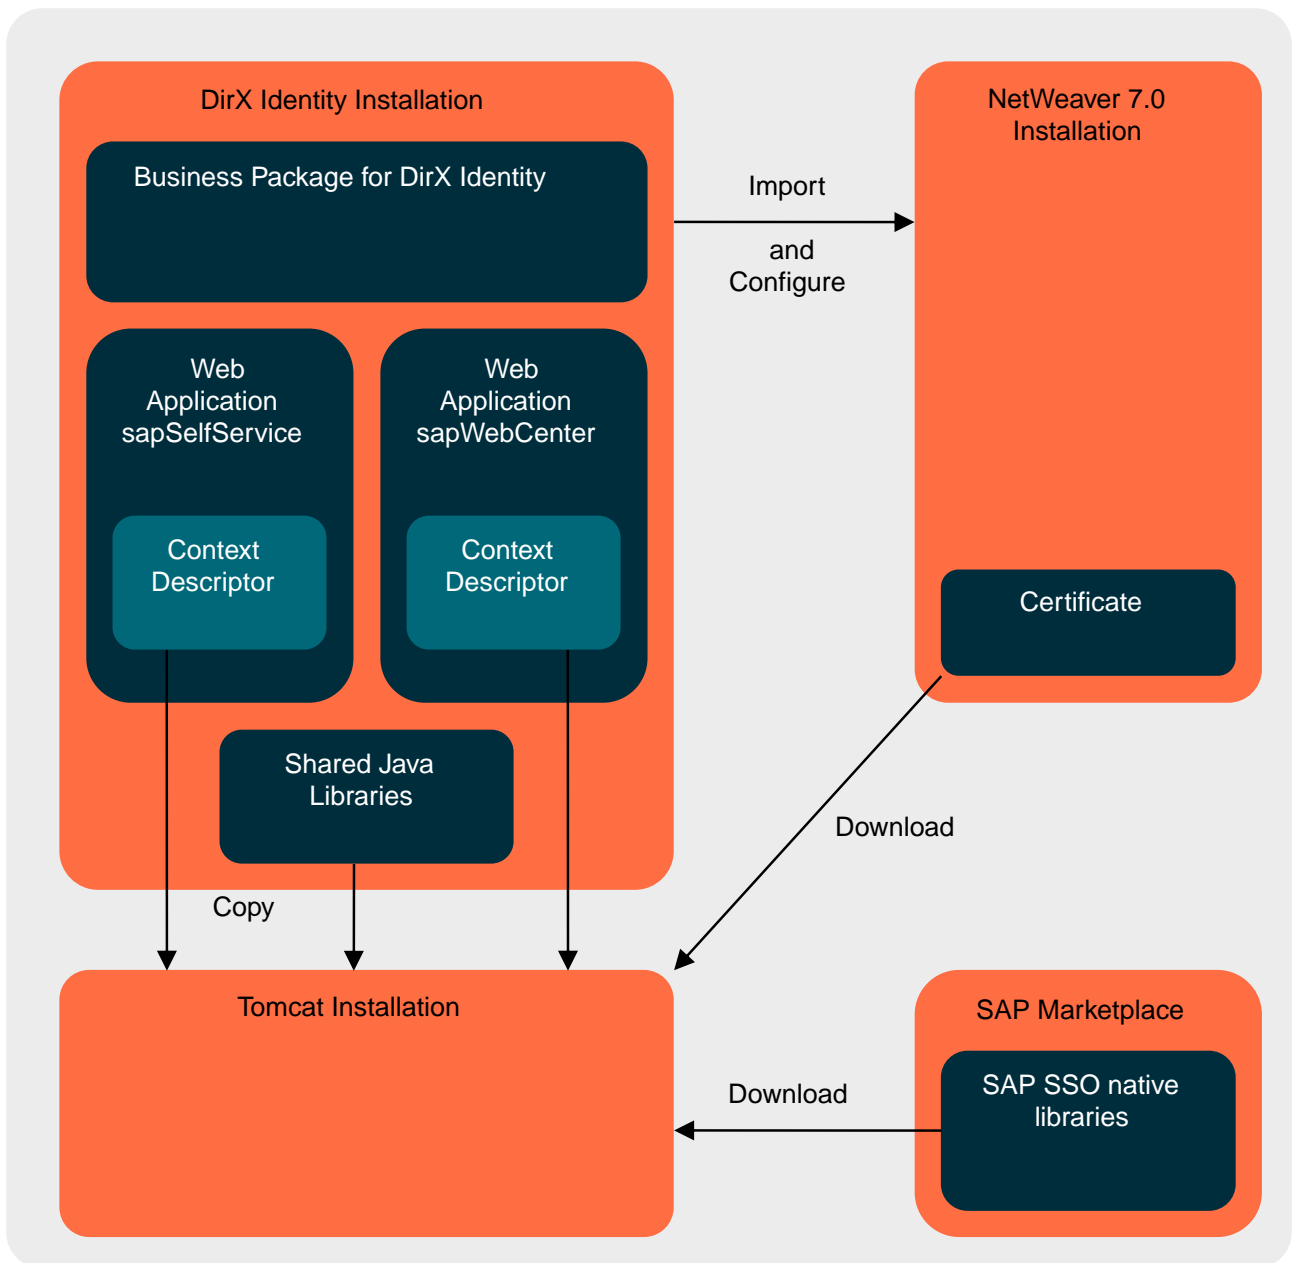 DirX Identity Installation
Business Package for DirX Identity
Import
and
Configure
NetWeaver 7.0
Installation
Web
Application
sapSelfService
Web
Application
sapWebCenter
Context
Descriptor
Context
Descriptor
Certificate
Shared Java
Libraries
Download
Copy
Tomcat Installation
SAP Marketplace
Download
SAP SSO native
libraries